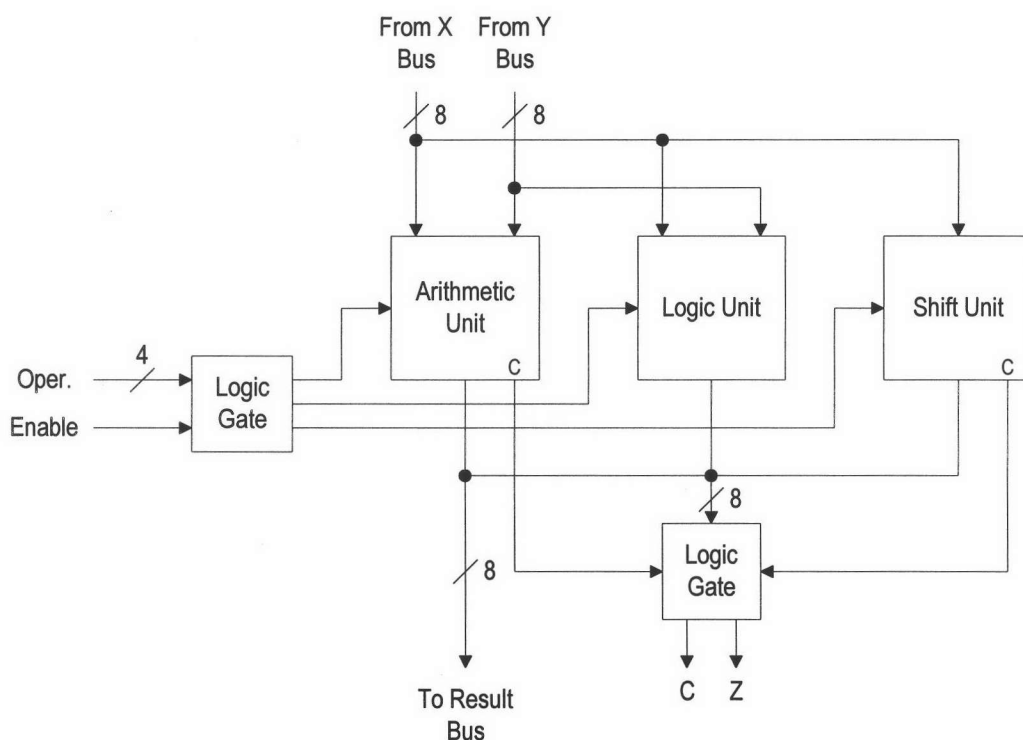 From X
Bus
From Y
Bus
8
8
Arithmetic
Unit
C
Logic Unit
Shift Unit
C
Oper.
4
Enable
Logic
Gate
8
8
Logic
Gate
C
Z
To Result
Bus